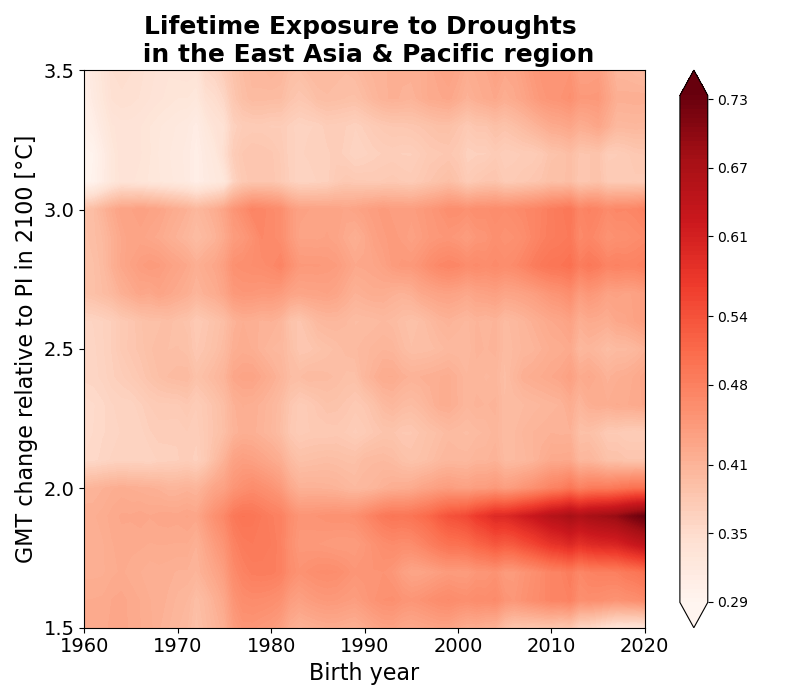 Lifetime Exposure to Droughts
in the East Asia & Pacific region
GMT change relative to PI in 2100 [°C]
3.5
3.0
2.5
2.0
1.5
1960 1970 1980 1990 2000 2010 2020
Birth year
0.73
0.67
0.61
0.54
0.48
0.41
0.35
0.29